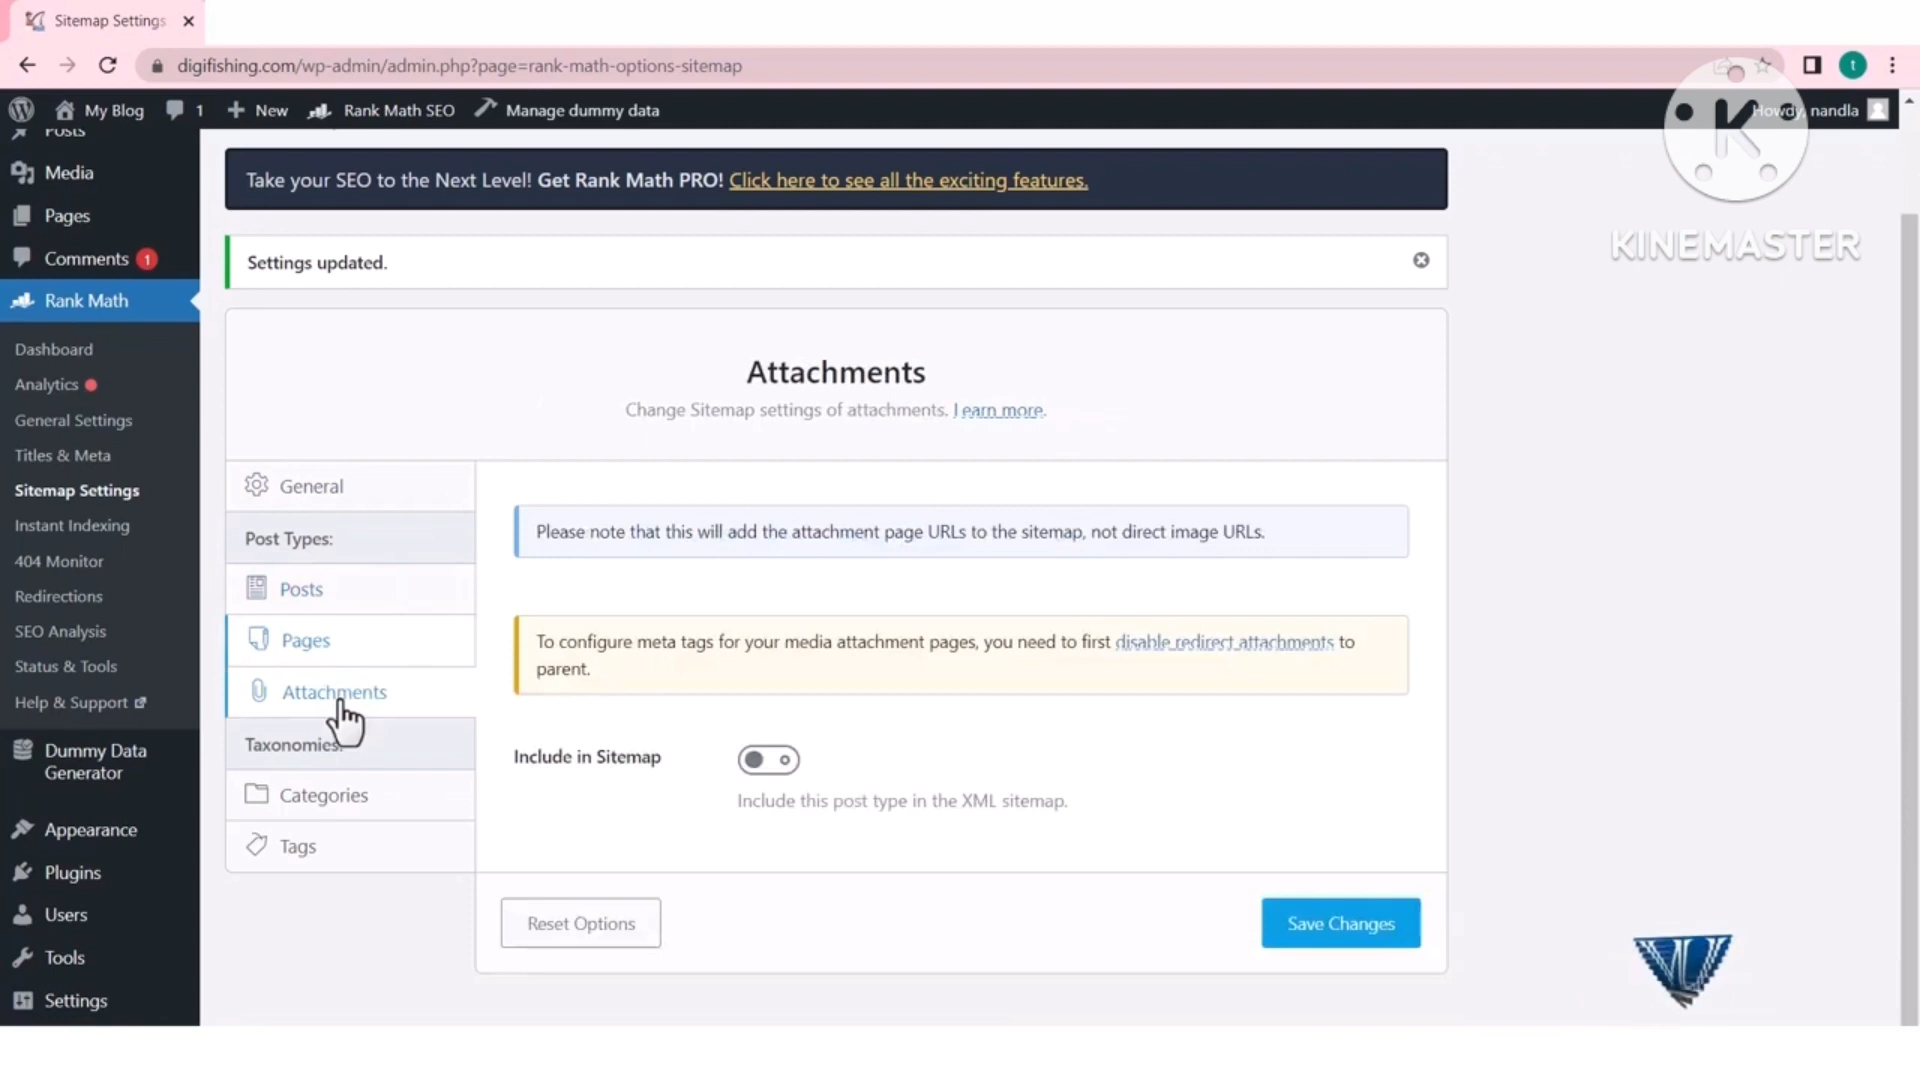 Sitemap Settings
digifishing.com/wp-admin/admin.php?page=rank-math-options-sitemap
t
My Blog 1 New Rank Math SEO Manage dummy data
Howdy, nandla
Posts
Media
Pages
Comments 1
Rank Math
Dashboard
Analytics
General Settings
Titles & Meta
Sitemap Settings
Instant Indexing
404 Monitor
Redirections
SEO Analysis
Status & Tools
Help & Support
Dummy Data
Generator
Appearance
Plugins
Users
Tools
Settings
Take your SEO to the Next Level! Get Rank Math PRO! Click here to see all the exciting features.
Settings updated.
Attachments
Change Sitemap settings of attachments. Learn more.
General
Post Types:
Posts
Pages
Attachments
Taxonomies:
Categories
Tags
Please note that this will add the attachment page URLs to the sitemap, not direct image URLs.
To configure meta tags for your media attachment pages, you need to first disable redirect attachments to
parent.
Include in Sitemap
Include this post type in the XML sitemap.
Reset Options
Save Changes
K
KINEMASTER